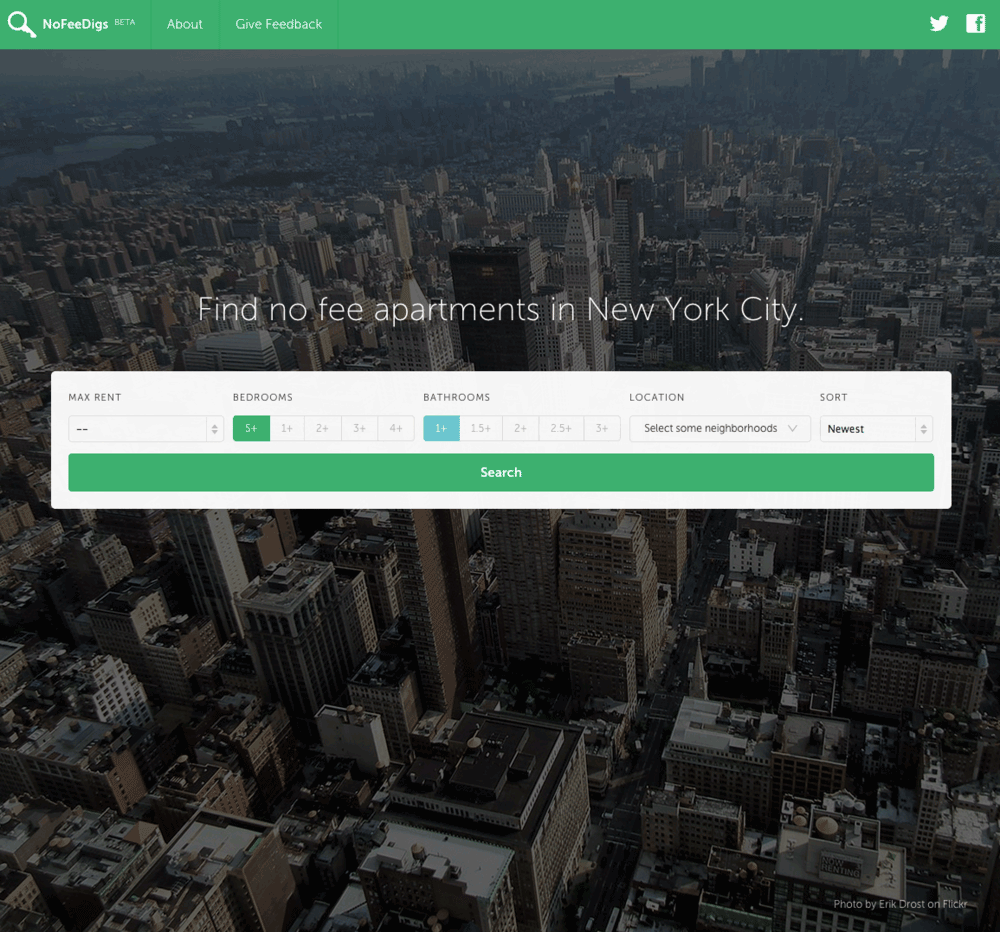 NoFeeDigs BETA
About
Give Feedback
Find no fee apartments in New York City.
MAX RENT
BEDROOMS
BATHROOMS
LOCATION
SORT
--
5+ 1+ 2+ 3+ 4+
1+ 1.5+ 2+ 2.5+ 3+
Select some neighborhoods
Newest
Search
NOW
RENTING
Photo by Erik Drost on Flickr